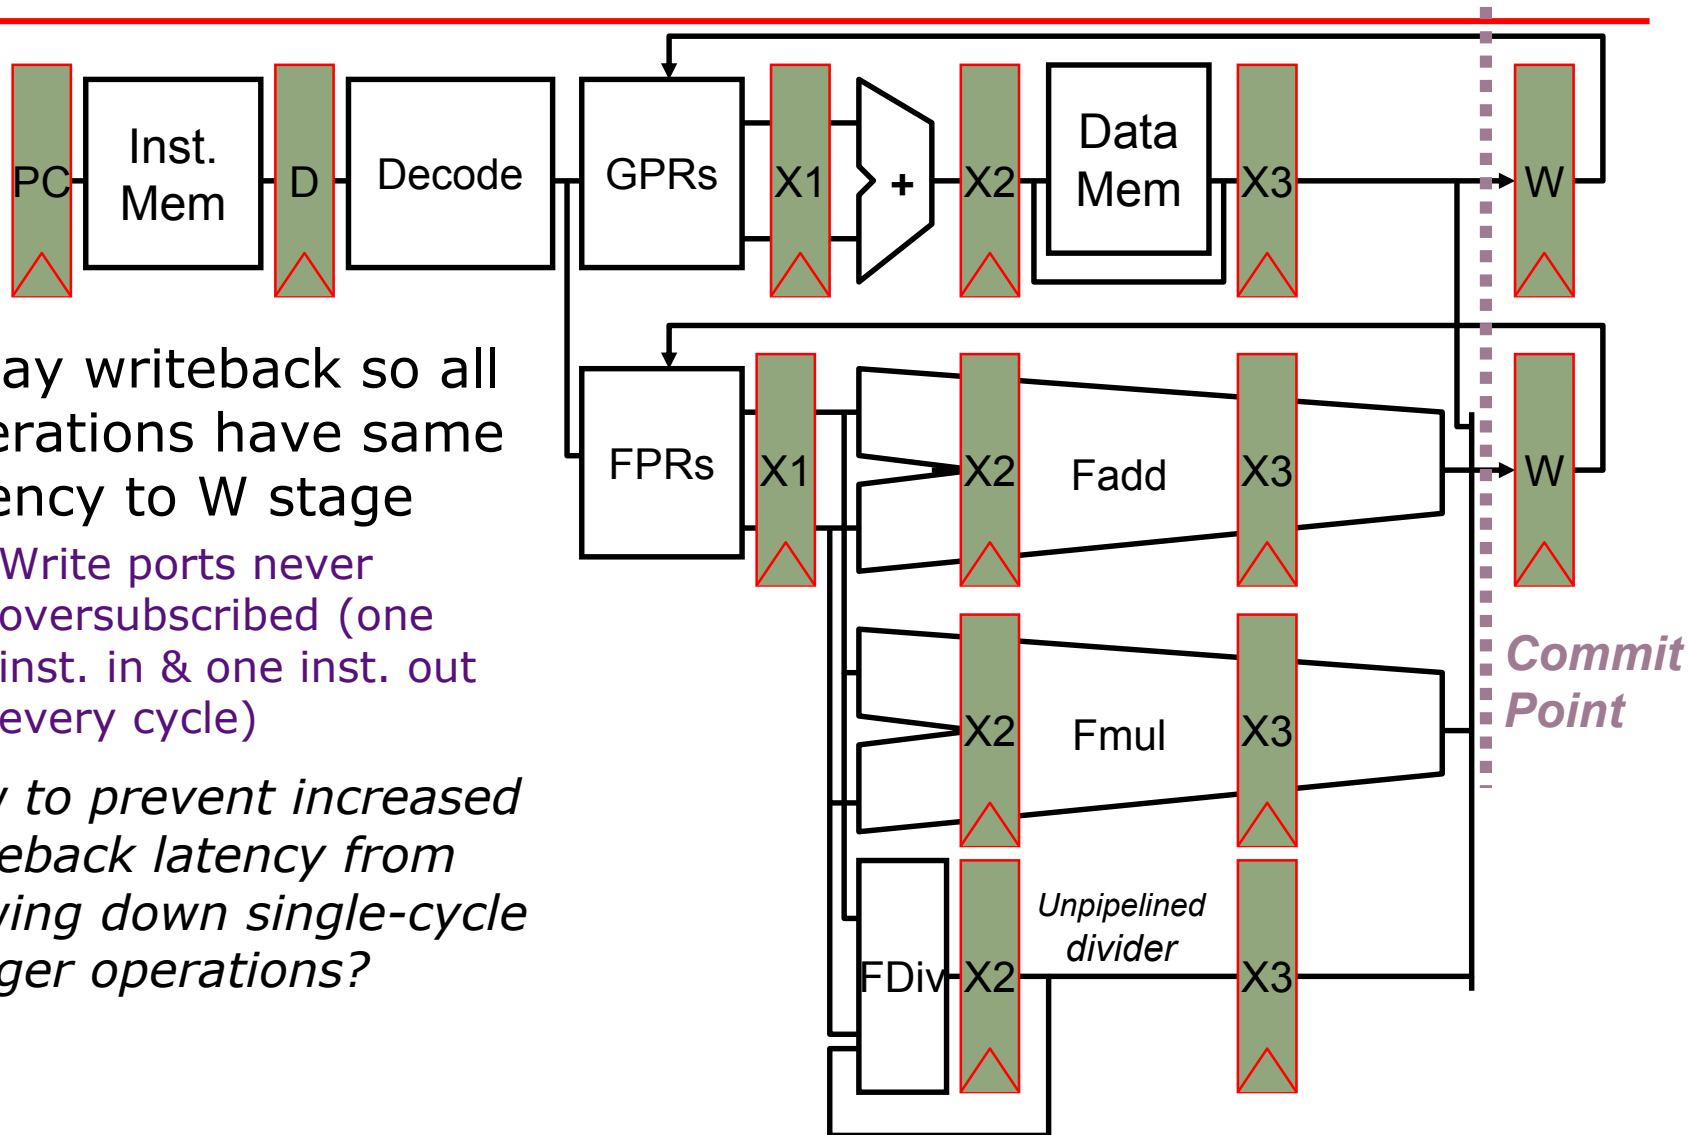 PC
Inst.
Mem
D
Decode
GPRs
X1
+
X2
Data
Mem
X3
W
ay writeback so all
erations have same
ency to W stage
Write ports never
oversubscribed (one
inst. in & one inst. out
every cycle)
to prevent increased
eback latency from
ing down single-cycle
ger operations?
FPRs
X1
X2
Fadd
X3
W
X2
Fmul
X3
Commit
Point
FDiv
X2
Unpipelined
divider
X3